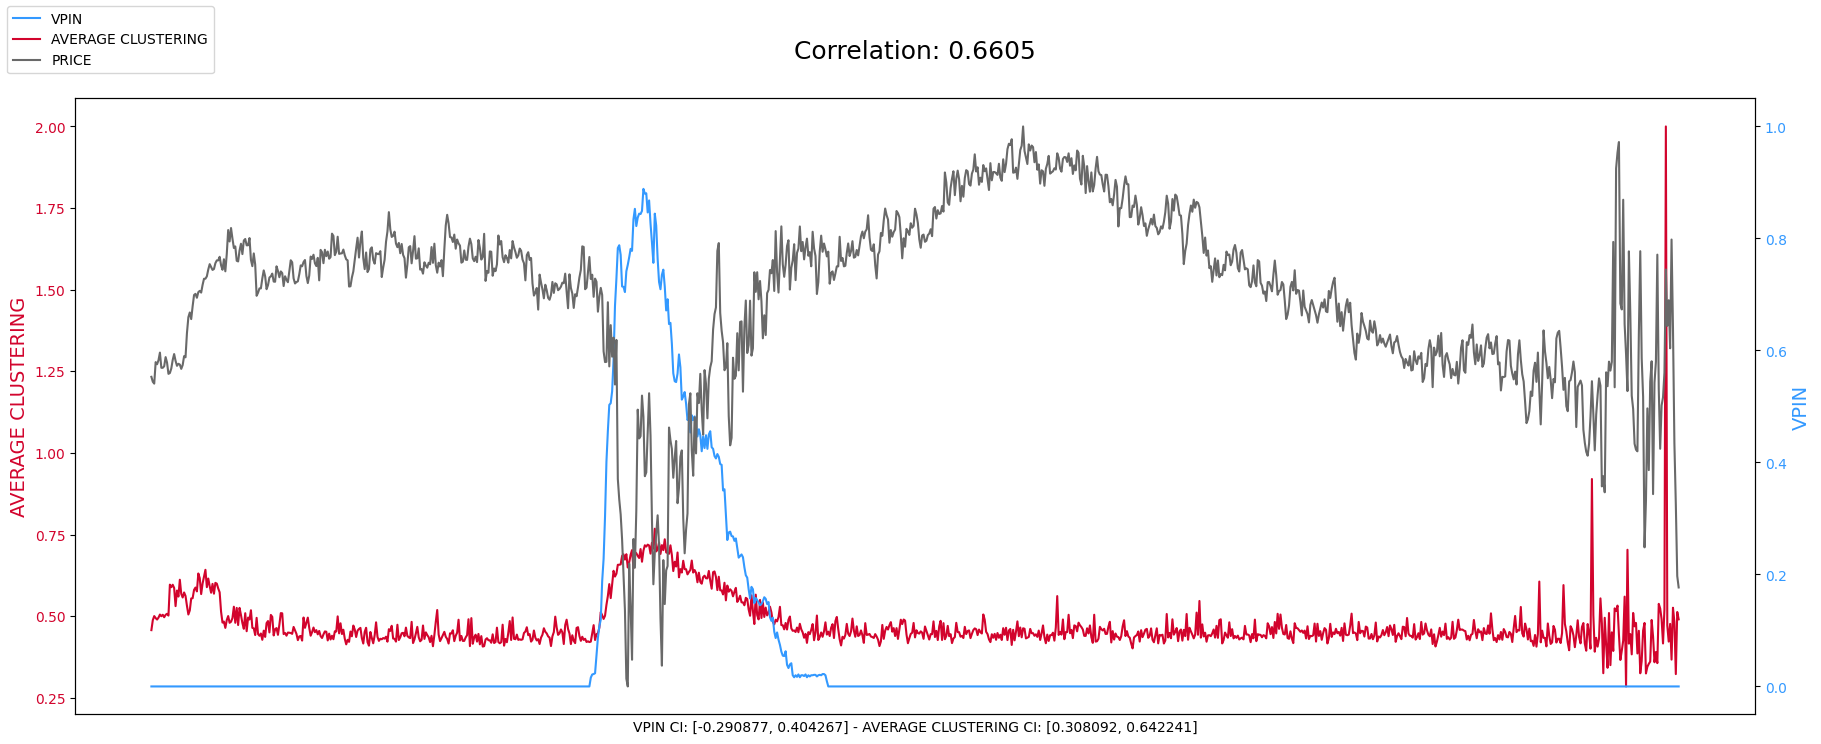 VPIN
AVERAGE CLUSTERING
PRICE
Correlation: 0.6605
AVERAGE CLUSTERING
2.00
1.75
1.50
1.25
1.00
0.75
0.50
0.25
1.0
0.8
0.6
0.4
0.2
0.0
VPIN
VPIN CI: [-0.290877, 0.404267] - AVERAGE CLUSTERING CI: [0.308092, 0.642241]